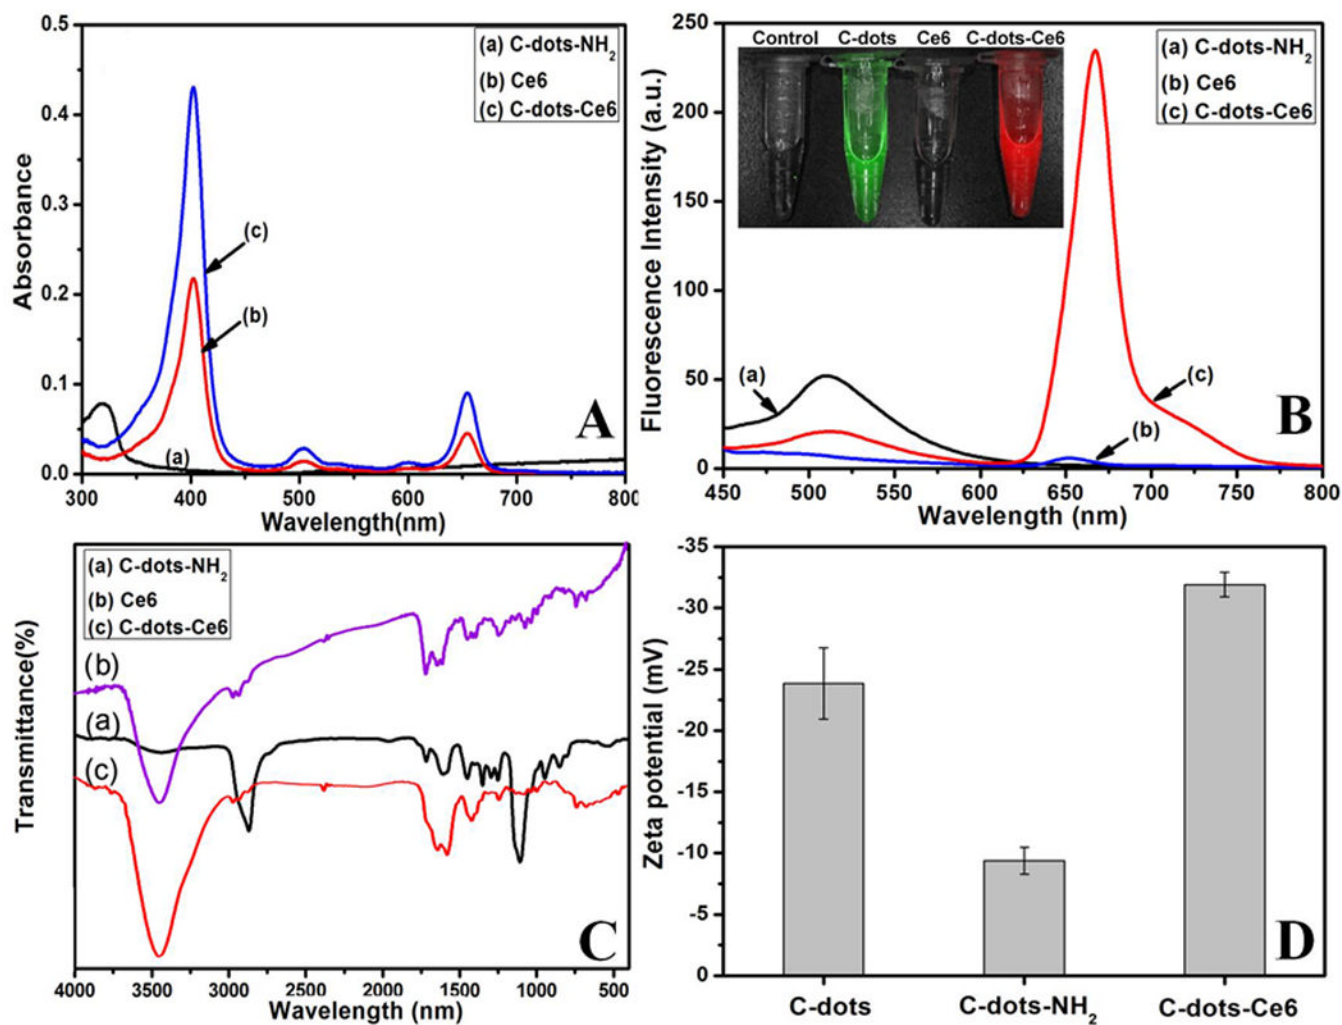 0.5
0.4
0.3
0.2
0.1
0.0
Absorbance
(a) C-dots-NH2
(b) Ce6
(c) C-dots-Ce6
(c)
(b)
(a)
A
300 400 500 600 700 800
Wavelength(nm)
250
200
150
100
50
0
Fluorescence Intensity (a.u.)
Control C-dots Ce6 C-dots-Ce6
(a) C-dots-NH2
(b) Ce6
(c) C-dots-Ce6
(a)
(c)
(b)
B
450 500 550 600 650 700 750 800
Wavelength (nm)
Transmittance(%)
(a) C-dots-NH2
(b) Ce6
(c) C-dots-Ce6
(b)
(a)
(c)
C
4000 3500 3000 2500 2000 1500 1000 500
Wavelength (nm)
-35
-30
-25
-20
-15
-10
-5
0
Zeta potential (mV)
D
C-dots C-dots-NH2 C-dots-Ce6